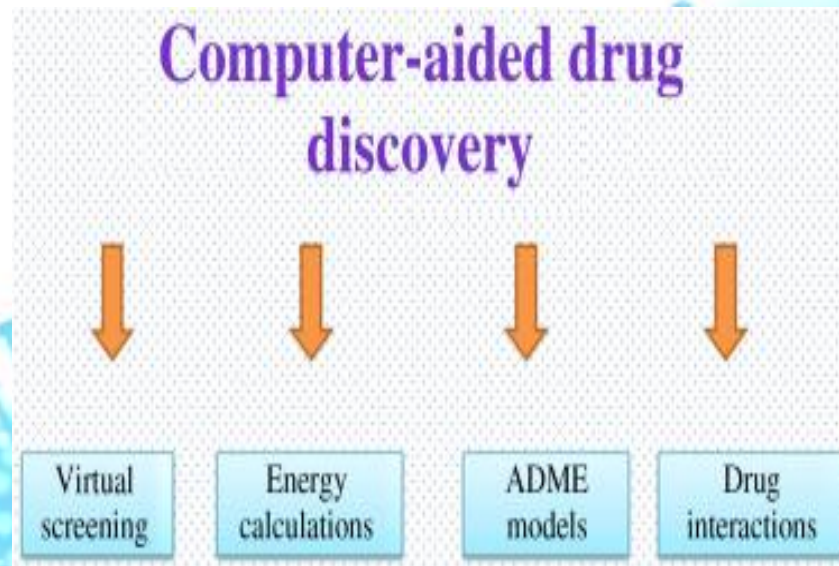 Computer-aided drug
discovery
Virtual
screening
Energy
calculations
ADME
models
Drug
interactions